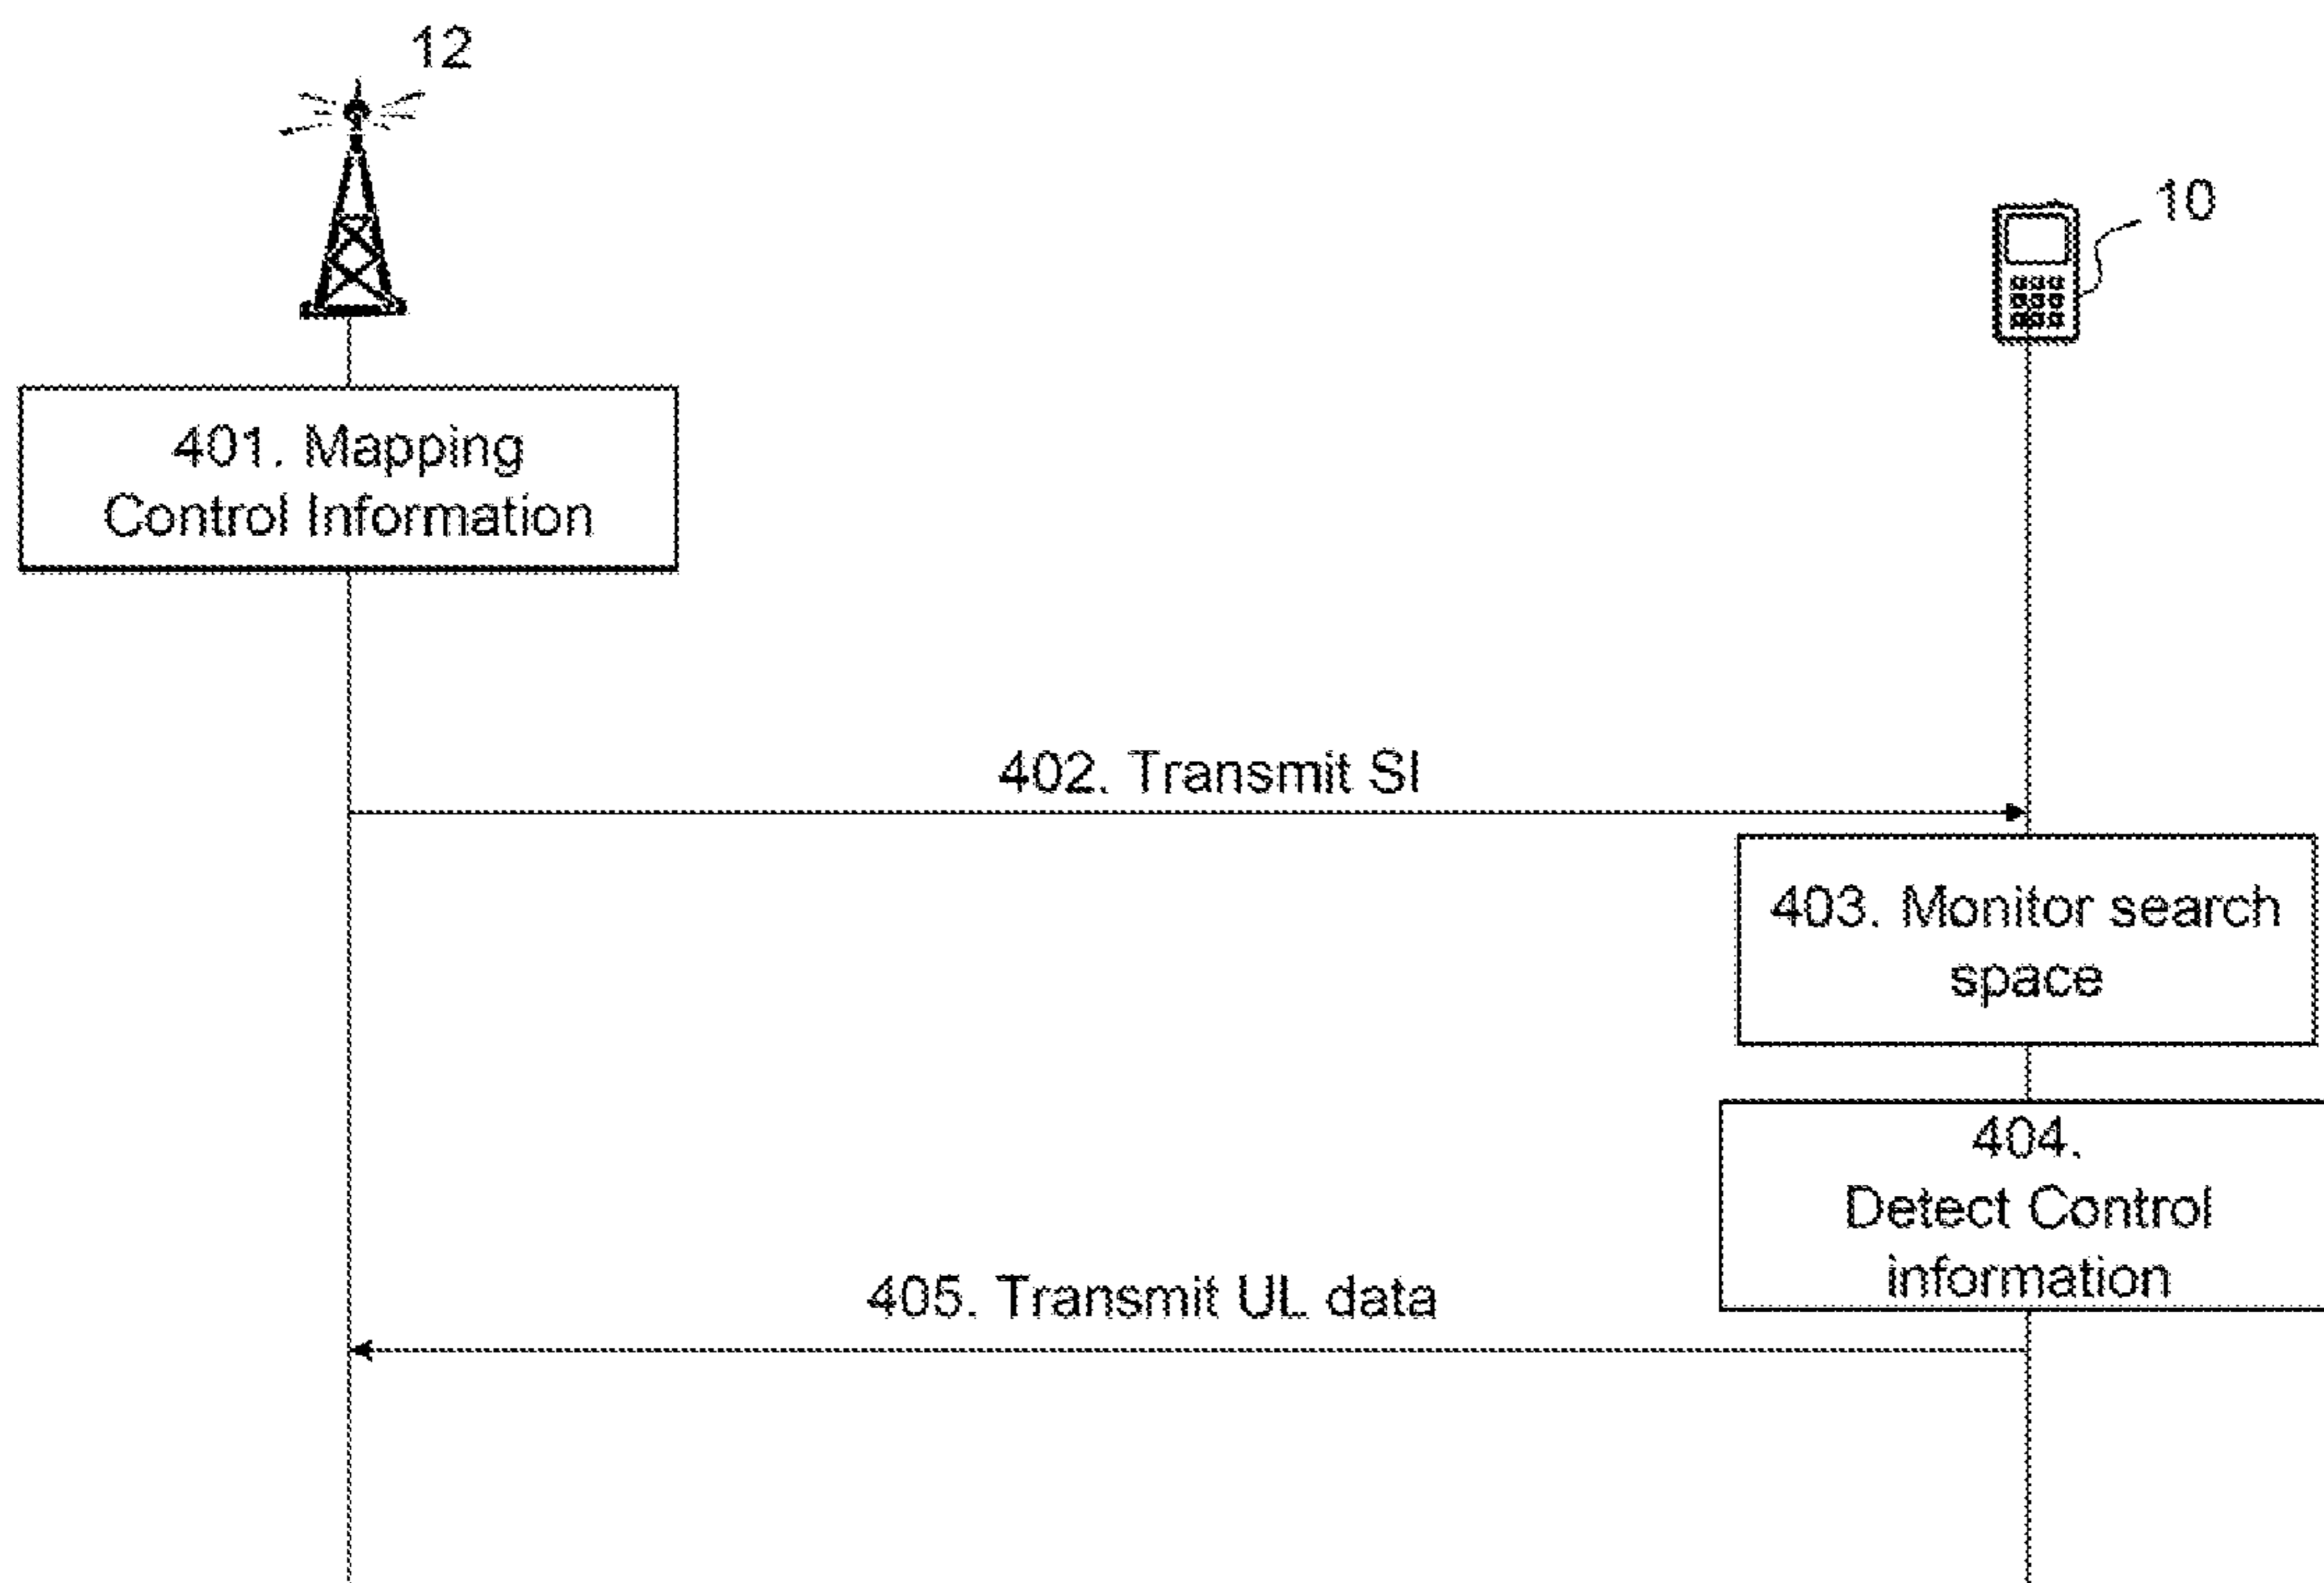 12
10
401. Mapping
Control Information
402. Transmit SI
403. Monitor search
space
404.
Detect Control
information
405. Transmit UL data